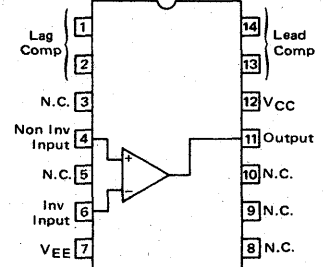 Lag
Comp
1
2
N.C. 3
Non Inv
Input
4
N.C. 5
Inv
Input
6
VEE 7
+
−
14
13
Lead
Comp
12 VCC
11 Output
10 N.C.
9 N.C.
8 N.C.